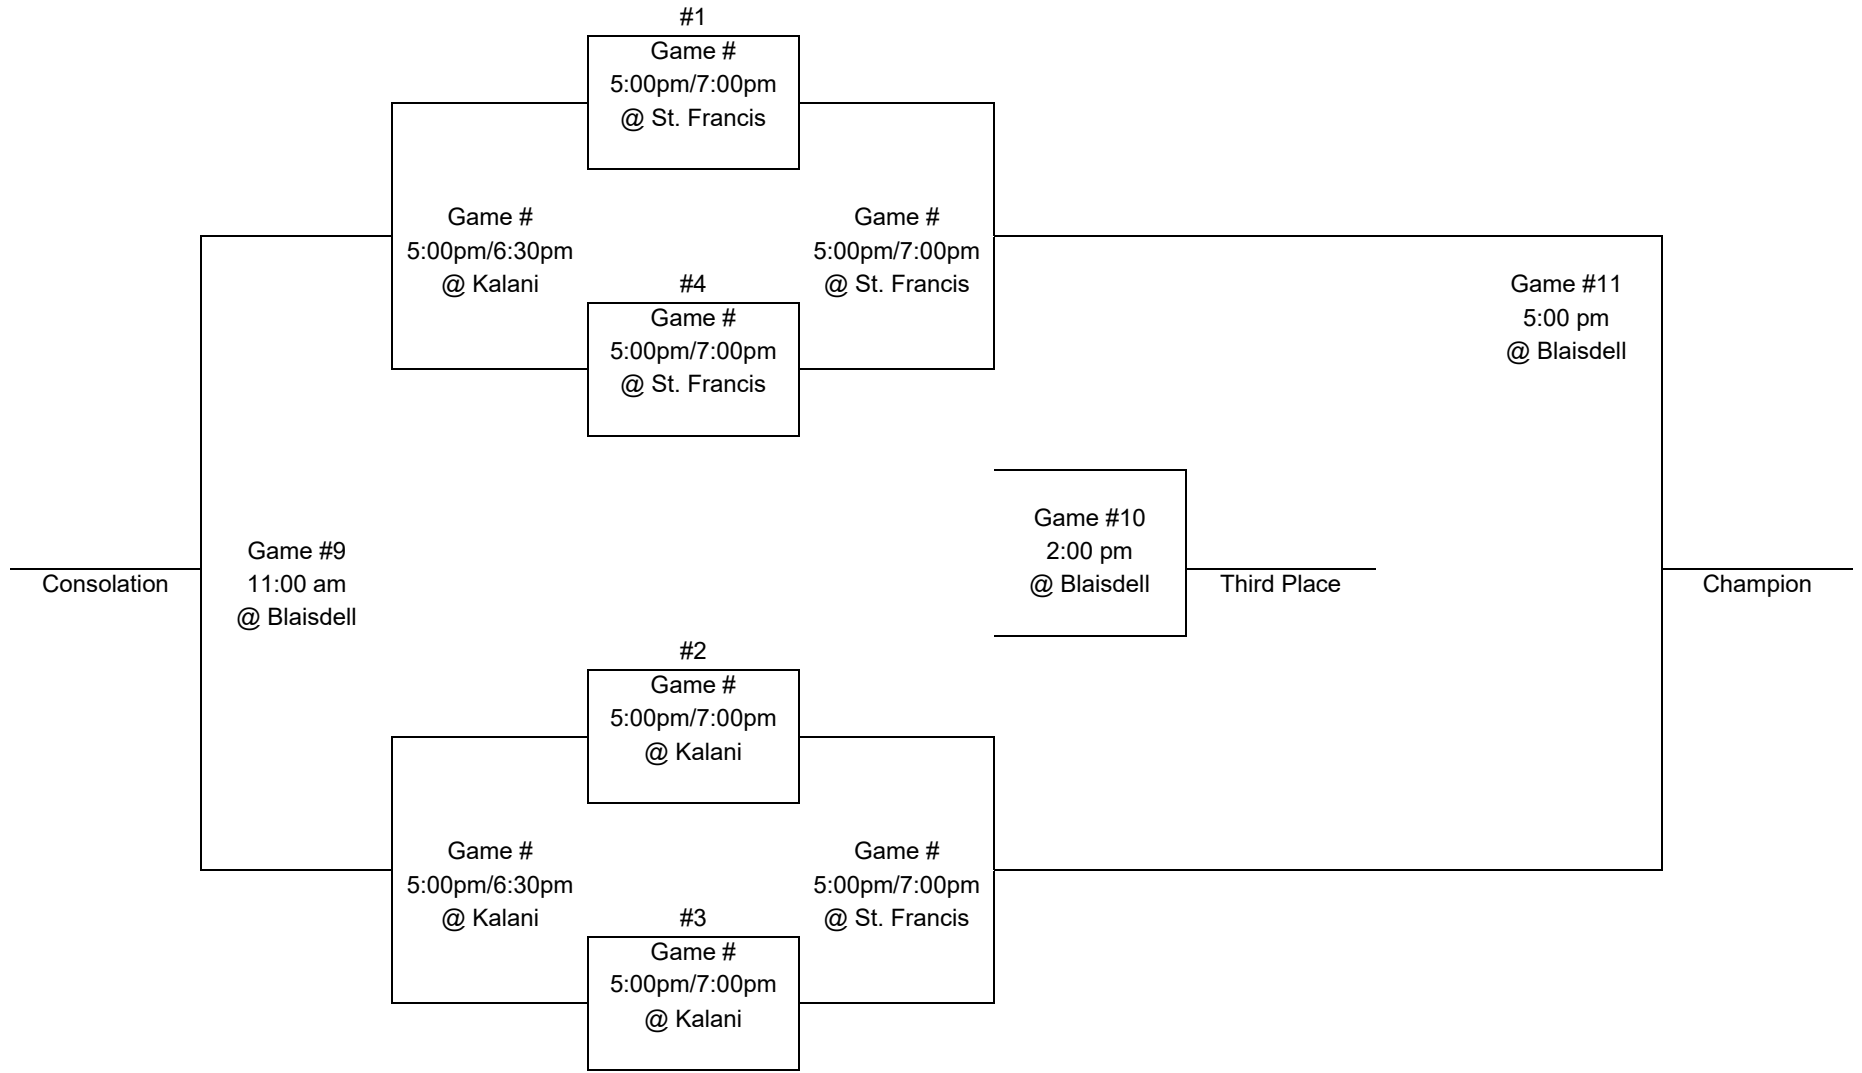 #1
Game #
5:00pm/7:00pm
@ St. Francis
Game #
5:00pm/6:30pm
@ Kalani
Game #
5:00pm/7:00pm
@ St. Francis
#4
Game #
5:00pm/7:00pm
@ St. Francis
Game #11
5:00 pm
@ Blaisdell
Game #9
11:00 am
@ Blaisdell
Consolation
Game #10
2:00 pm
@ Blaisdell
Third Place
Champion
#2
Game #
5:00pm/7:00pm
@ Kalani
Game #
5:00pm/6:30pm
@ Kalani
Game #
5:00pm/7:00pm
@ St. Francis
#3
Game #
5:00pm/7:00pm
@ Kalani